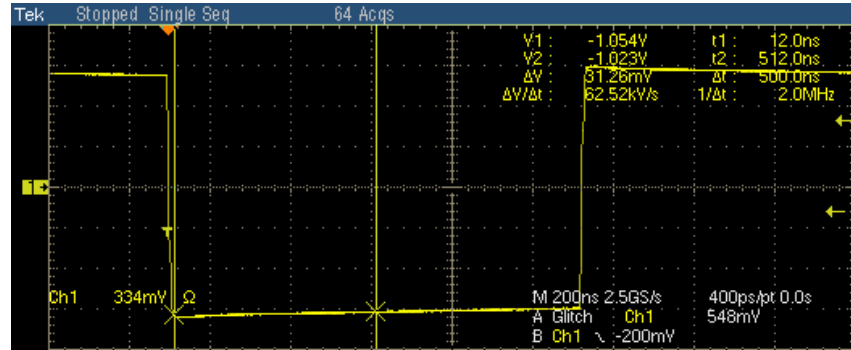 Tek Stopped Single Seq 64 Acqs
V1 : -1.054V t1 : 12.0ns
V2 : -1.023V t2 : 512.0ns
ΔV : 31.26mV Δt : 500.0ns
ΔV/Δt : 62.52kV/s 1/Δt : 2.0MHz
1
T
Ch1 334mV Ω M 200ns 2.5GS/s 400ps/pt 0.0s
A Glitch Ch1 548mV
B Ch1 ﹨ -200mV